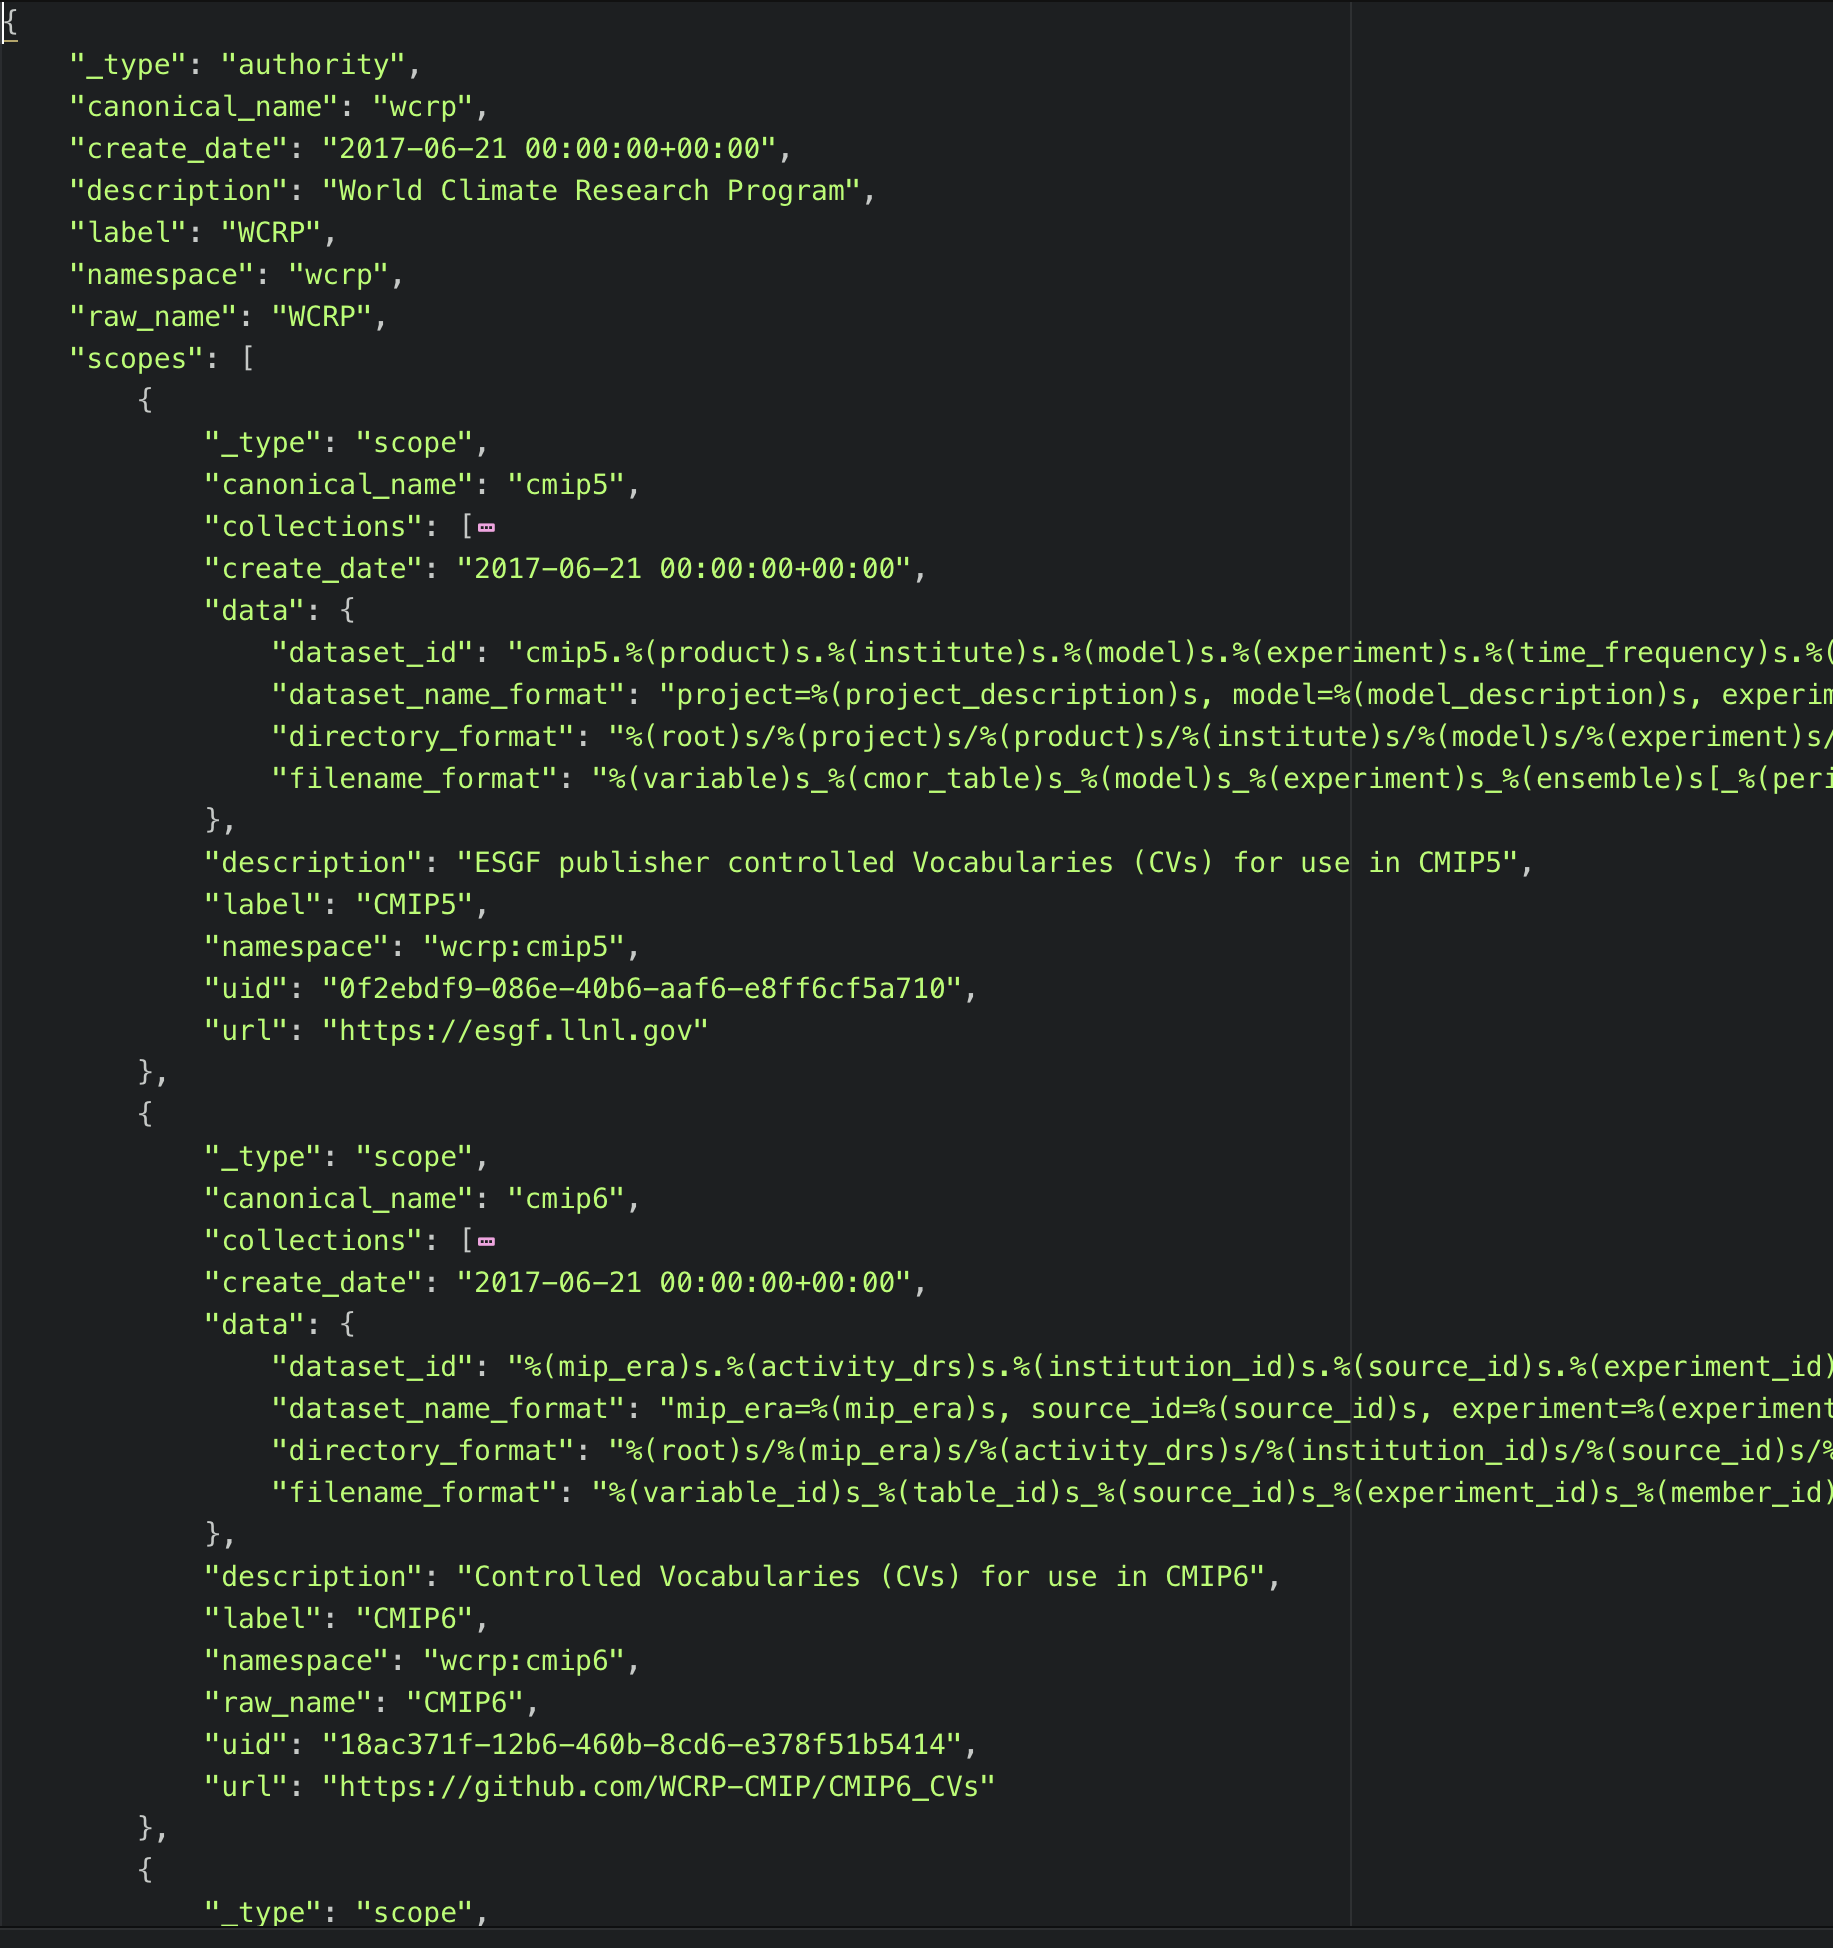 {
    "_type": "authority",
    "canonical_name": "wcrp",
    "create_date": "2017-06-21 00:00:00+00:00",
    "description": "World Climate Research Program",
    "label": "WCRP",
    "namespace": "wcrp",
    "raw_name": "WCRP",
    "scopes": [
        {
            "_type": "scope",
            "canonical_name": "cmip5",
            "collections": [
            "create_date": "2017-06-21 00:00:00+00:00",
            "data": {
                "dataset_id": "cmip5.%(product)s.%(institute)s.%(model)s.%(experiment)s.%(time_frequency)s.%(
                "dataset_name_format": "project=%(project_description)s, model=%(model_description)s, experim
                "directory_format": "%(root)s/%(project)s/%(product)s/%(institute)s/%(model)s/%(experiment)s/
                "filename_format": "%(variable)s_%(cmor_table)s_%(model)s_%(experiment)s_%(ensemble)s[_%(peri
            },
            "description": "ESGF publisher controlled Vocabularies (CVs) for use in CMIP5",
            "label": "CMIP5",
            "namespace": "wcrp:cmip5",
            "uid": "0f2ebdf9-086e-40b6-aaf6-e8ff6cf5a710",
            "url": "https://esgf.llnl.gov"
        },
        {
            "_type": "scope",
            "canonical_name": "cmip6",
            "collections": [
            "create_date": "2017-06-21 00:00:00+00:00",
            "data": {
                "dataset_id": "%(mip_era)s.%(activity_drs)s.%(institution_id)s.%(source_id)s.%(experiment_id)
                "dataset_name_format": "mip_era=%(mip_era)s, source_id=%(source_id)s, experiment=%(experiment
                "directory_format": "%(root)s/%(mip_era)s/%(activity_drs)s/%(institution_id)s/%(source_id)s/%
                "filename_format": "%(variable_id)s_%(table_id)s_%(source_id)s_%(experiment_id)s_%(member_id)
            },
            "description": "Controlled Vocabularies (CVs) for use in CMIP6",
            "label": "CMIP6",
            "namespace": "wcrp:cmip6",
            "raw_name": "CMIP6",
            "uid": "18ac371f-12b6-460b-8cd6-e378f51b5414",
            "url": "https://github.com/WCRP-CMIP/CMIP6_CVs"
        },
        {
            "_type": "scope",